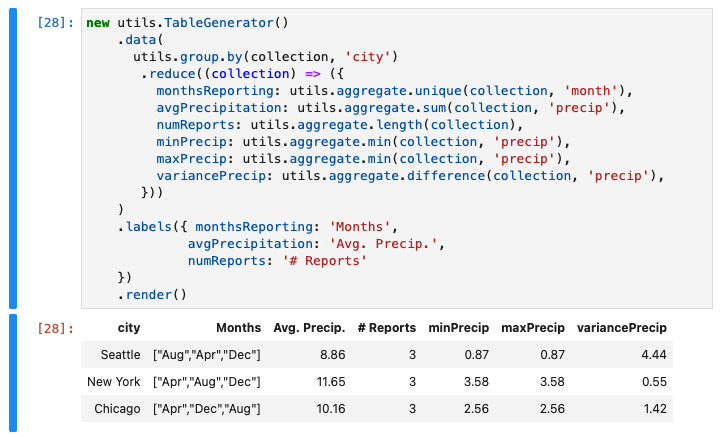 [28]: new utils.TableGenerator()
.data(
utils.group.by(collection, 'city')
.reduce((collection) => ({
monthsReporting: utils.aggregate.unique(collection, 'month'),
avgPrecipitation: utils.aggregate.sum(collection, 'precip'),
numReports: utils.aggregate.length(collection),
minPrecip: utils.aggregate.min(collection, 'precip'),
maxPrecip: utils.aggregate.min(collection, 'precip'),
variancePrecip: utils.aggregate.difference(collection, 'precip'),
}))
)
.labels({ monthsReporting: 'Months',
avgPrecipitation: 'Avg. Precip.',
numReports: '# Reports'
})
.render()
[28]: city Months Avg. Precip. # Reports minPrecip maxPrecip variancePrecip
Seattle ["Aug","Apr","Dec"] 8.86 3 0.87 0.87 4.44
New York ["Apr","Aug","Dec"] 11.65 3 3.58 3.58 0.55
Chicago ["Apr","Dec","Aug"] 10.16 3 2.56 2.56 1.42